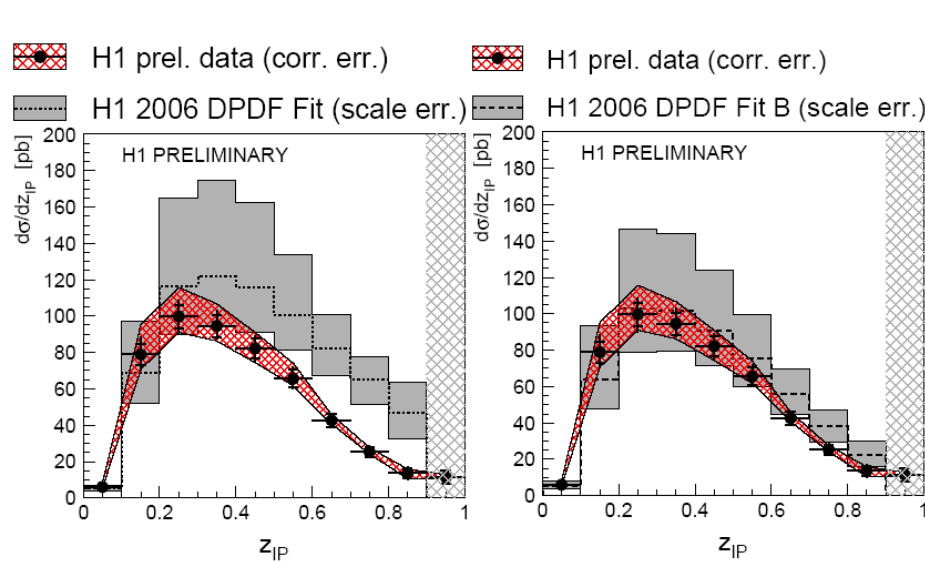 H1 prel. data (corr. err.)
H1 2006 DPDF Fit (scale err.)
dσ/dz_IP [pb]
H1 PRELIMINARY
200
180
160
140
120
100
80
60
40
20
0
0 0.2 0.4 0.6 0.8 1
z_IP
H1 prel. data (corr. err.)
H1 2006 DPDF Fit B (scale err.)
dσ/dz_IP [pb]
H1 PRELIMINARY
200
180
160
140
120
100
80
60
40
20
0
0 0.2 0.4 0.6 0.8 1
z_IP